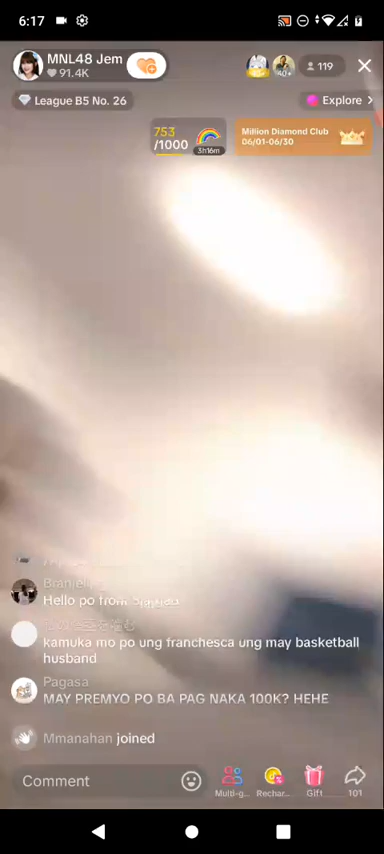 6:17
MNL48 Jem
91.4K
40+
119
League B5 No. 26
Explore >
753
/1000
3h16m
Million Diamond Club
06/01-06/30
Hello po from
kamuka mo po ung franchesca ung may basketball
husband
Pagasa
MAY PREMYO PO BA PAG NAKA 100K? HEHE
Mmanahan joined
Comment
Multi-g...
Rechar...
Gift
101